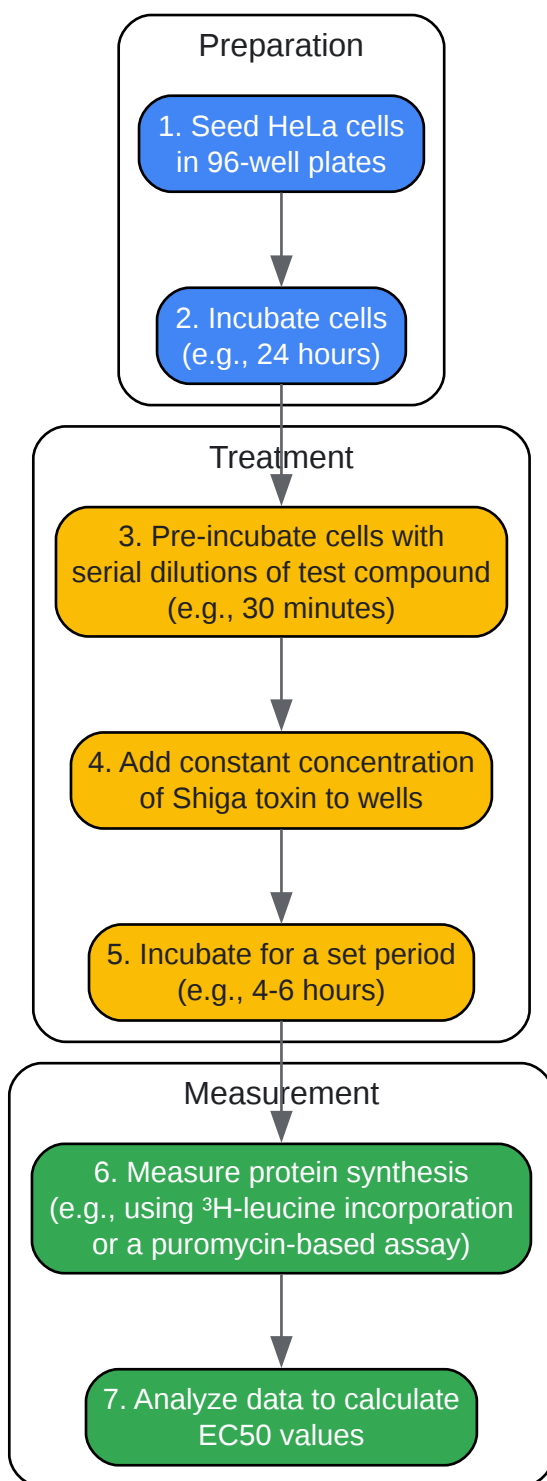 Preparation
1. Seed HeLa cells
in 96-well plates
2. Incubate cells
(e.g., 24 hours)
Treatment
3. Pre-incubate cells with
serial dilutions of test compound
(e.g., 30 minutes)
4. Add constant concentration
of Shiga toxin to wells
5. Incubate for a set period
(e.g., 4-6 hours)
Measurement
6. Measure protein synthesis
(e.g., using ³H-leucine incorporation
or a puromycin-based assay)
7. Analyze data to calculate
EC50 values